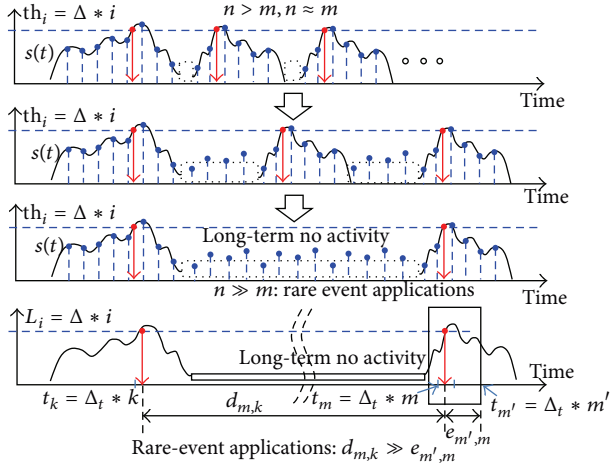 th_i = Δ ∗ i
n > m, n ≈ m
s(t)
Time
th_i = Δ ∗ i
s(t)
Time
th_i = Δ ∗ i
s(t)
Long-term no activity
n ≫ m: rare event applications
Time
L_i = Δ ∗ i
Long-term no activity
Time
t_k = Δ_t ∗ k
d_{m,k}
t_m = Δ_t ∗ m
t_{m′} = Δ_t ∗ m′
e_{m′,m}
Rare-event applications: d_{m,k} ≫ e_{m′,m}